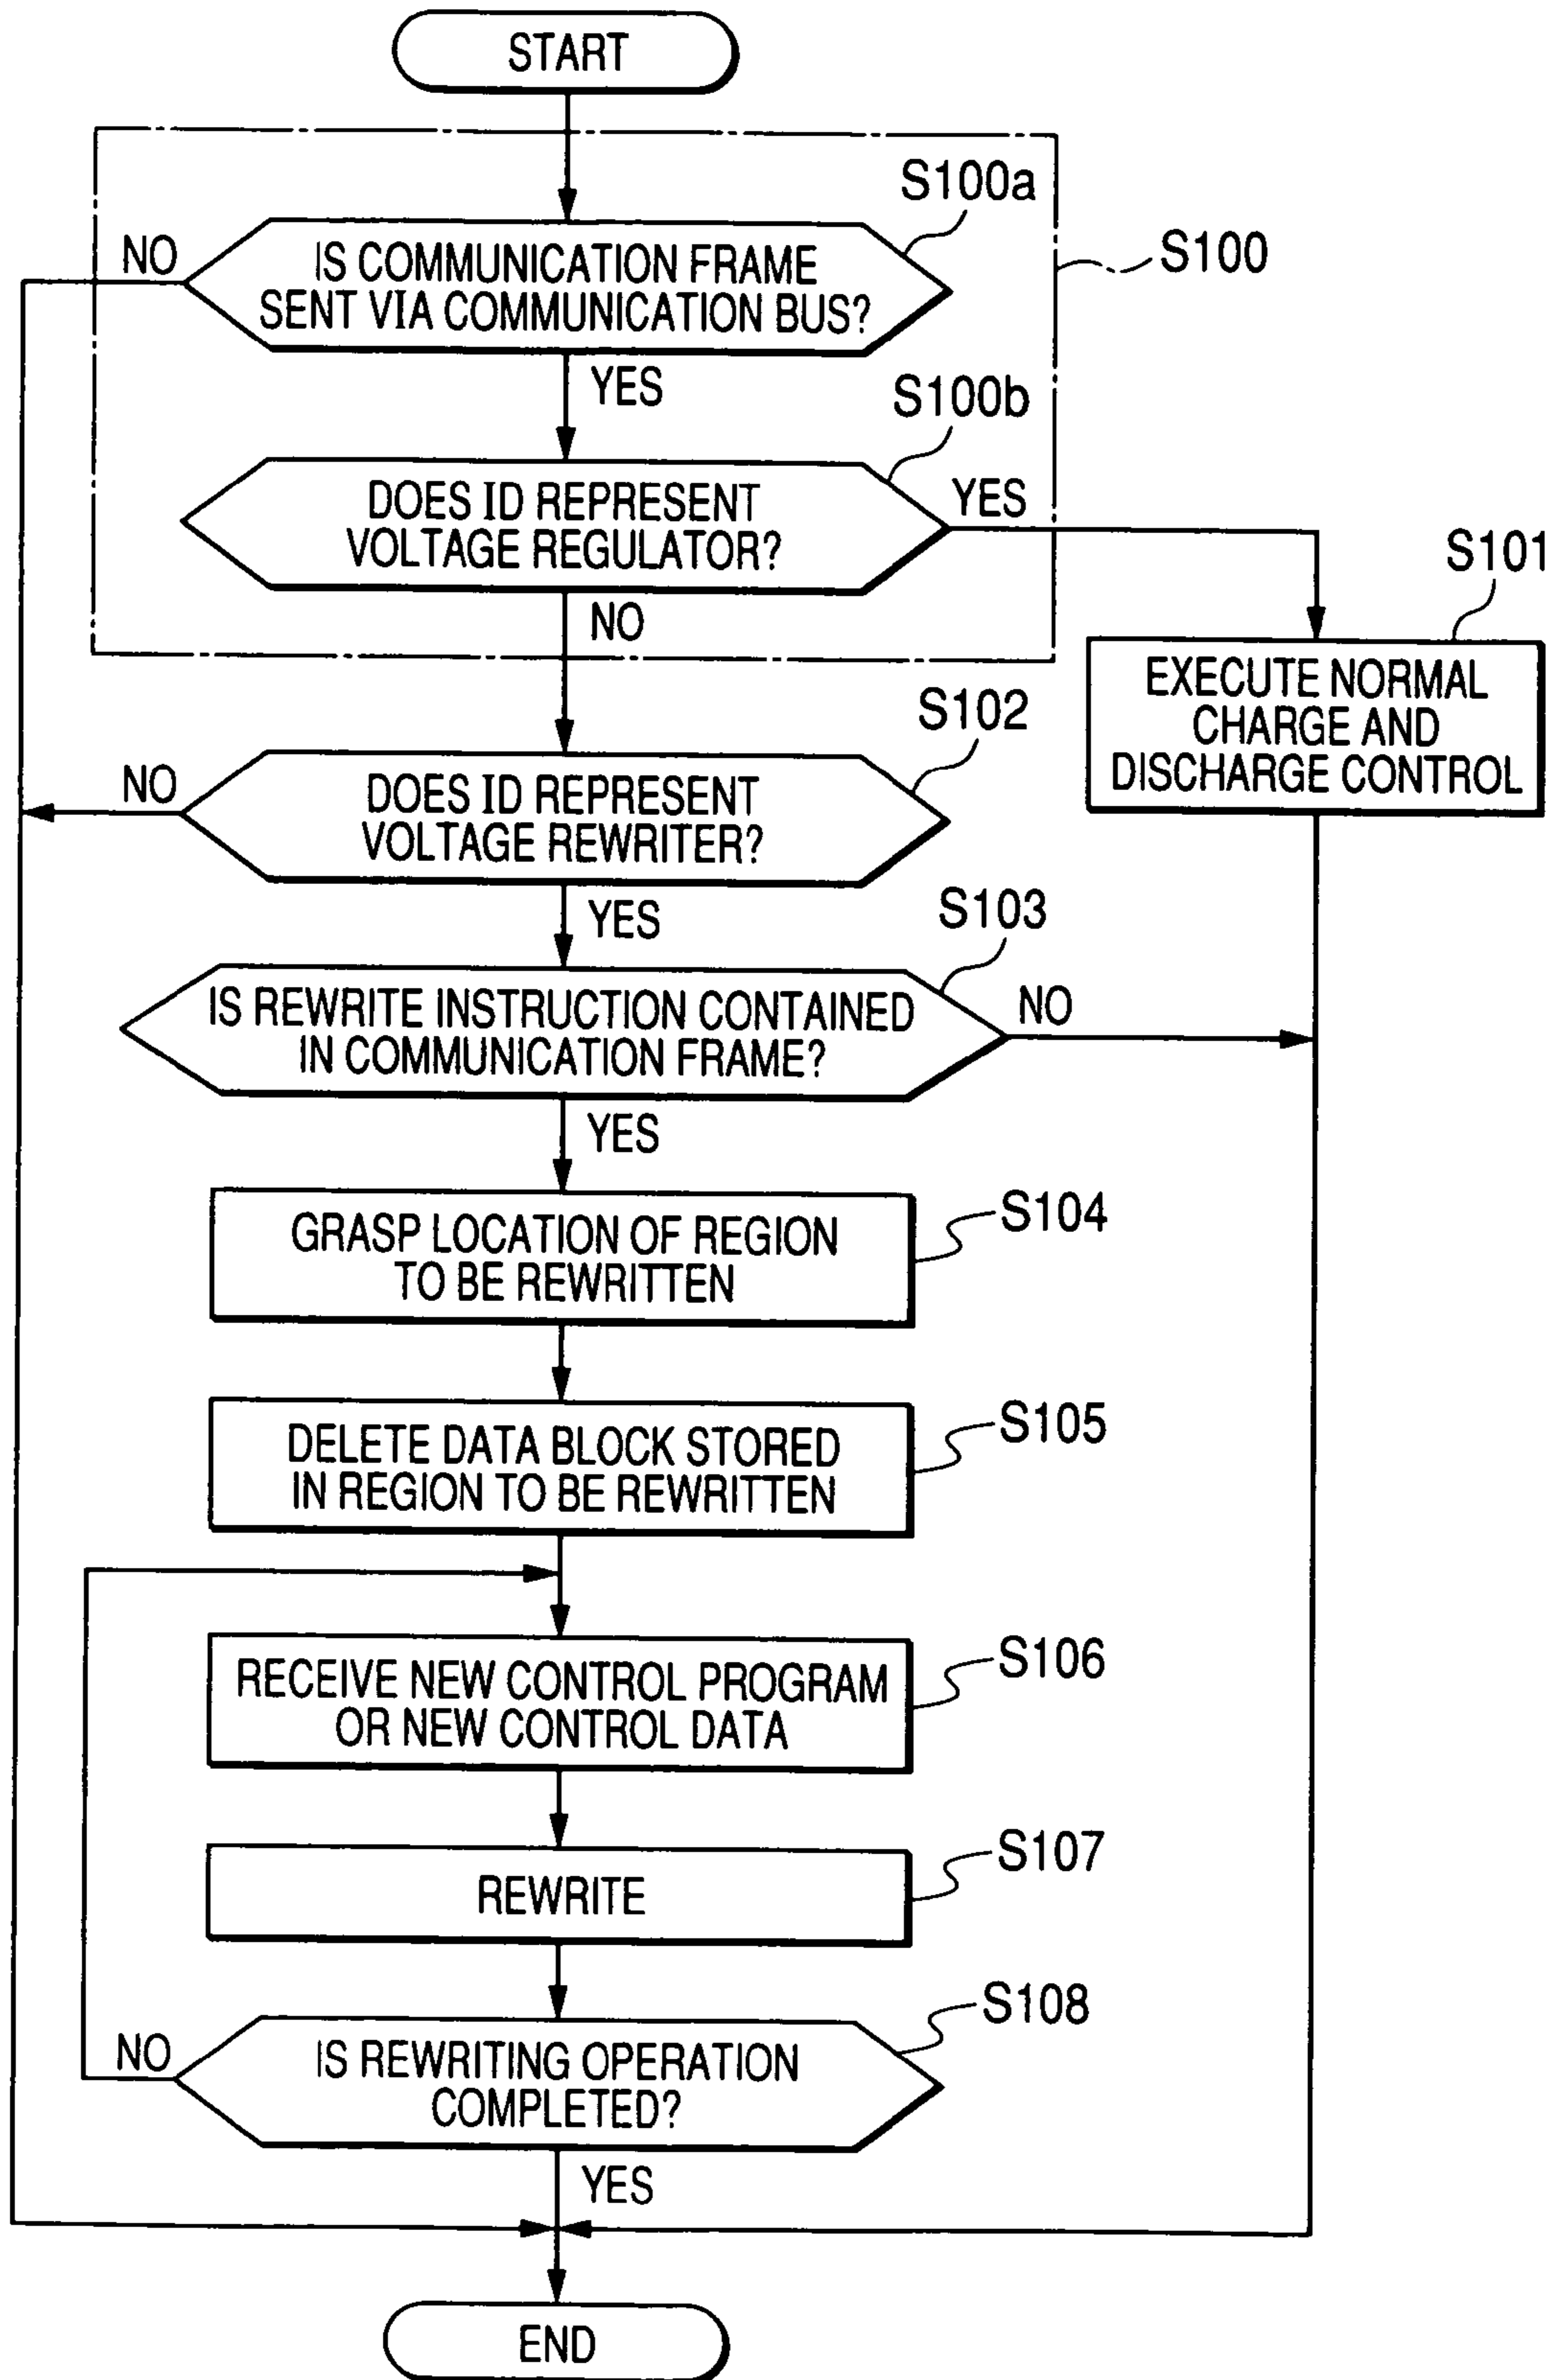 START
S100a
S100
NO
IS COMMUNICATION FRAME
SENT VIA COMMUNICATION BUS?
YES
S100b
DOES ID REPRESENT
VOLTAGE REGULATOR?
YES
NO
S101
EXECUTE NORMAL
CHARGE AND
DISCHARGE CONTROL
S102
NO
DOES ID REPRESENT
VOLTAGE REWRITER?
YES
S103
IS REWRITE INSTRUCTION CONTAINED
IN COMMUNICATION FRAME?
NO
YES
S104
GRASP LOCATION OF REGION
TO BE REWRITTEN
S105
DELETE DATA BLOCK STORED
IN REGION TO BE REWRITTEN
S106
RECEIVE NEW CONTROL PROGRAM
OR NEW CONTROL DATA
S107
REWRITE
S108
NO
IS REWRITING OPERATION
COMPLETED?
YES
END